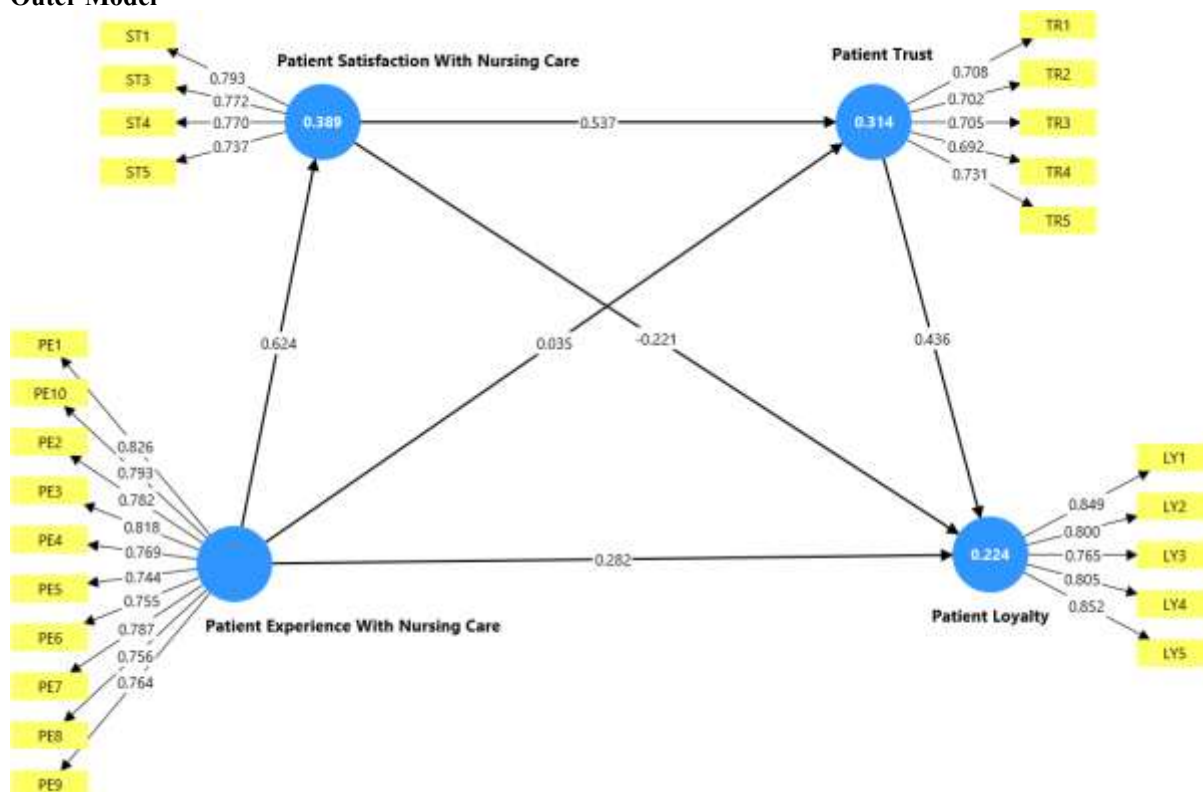 Outer Model
ST1
ST3
ST4
ST5
0.793
0.772
0.770
0.737
Patient Satisfaction With Nursing Care
0.389
0.537
Patient Trust
0.314
TR1
TR2
TR3
TR4
TR5
0.708
0.702
0.705
0.692
0.731
0.624
0.035
-0.221
0.436
PE1
PE10
PE2
PE3
PE4
PE5
PE6
PE7
PE8
PE9
0.826
0.793
0.782
0.818
0.769
0.744
0.755
0.787
0.756
0.764
Patient Experience With Nursing Care
0.282
0.224
Patient Loyalty
0.849
0.800
0.765
0.805
0.852
LY1
LY2
LY3
LY4
LY5